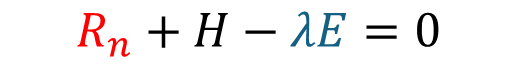 Rₙ + H − λE = 0